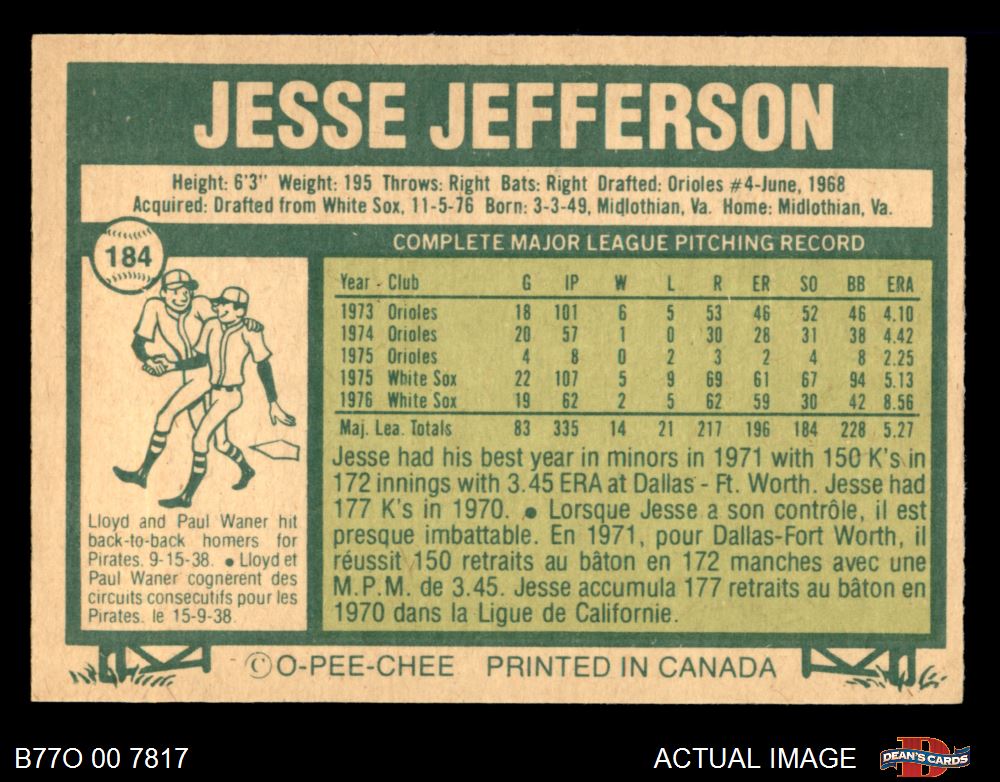 JESSE JEFFERSON
Height: 6'3" Weight: 195 Throws: Right Bats: Right Drafted: Orioles #4-June, 1968
Acquired: Drafted from White Sox, 11-5-76 Born: 3-3-49, Midlothian, Va. Home: Midlothian, Va.
184
COMPLETE MAJOR LEAGUE PITCHING RECORD
Year - Club G IP W L R ER SO BB ERA
1973 Orioles 18 101 6 5 53 46 52 46 4.10
1974 Orioles 20 57 1 0 30 28 31 38 4.42
1975 Orioles 4 8 0 2 3 2 4 8 2.25
1975 White Sox 22 107 5 9 69 61 67 94 5.13
1976 White Sox 19 62 2 5 62 59 30 42 8.56
Maj. Lea. Totals 83 335 14 21 217 196 184 228 5.27
Jesse had his best year in minors in 1971 with 150 K's in
172 innings with 3.45 ERA at Dallas - Ft. Worth. Jesse had
177 K's in 1970. ● Lorsque Jesse a son contrôle, il est
presque imbattable. En 1971, pour Dallas-Fort Worth, il
réussit 150 retraits au bâton en 172 manches avec une
M.P.M. de 3.45. Jesse accumula 177 retraits au bâton en
1970 dans la Ligue de Californie.
Lloyd and Paul Waner hit
back-to-back homers for
Pirates. 9-15-38. ● Lloyd et
Paul Waner cognerent des
circuits consecutifs pour les
Pirates. le 15-9-38.
© O-PEE-CHEE PRINTED IN CANADA
B77O 00 7817
ACTUAL IMAGE
DEAN'S CARDS